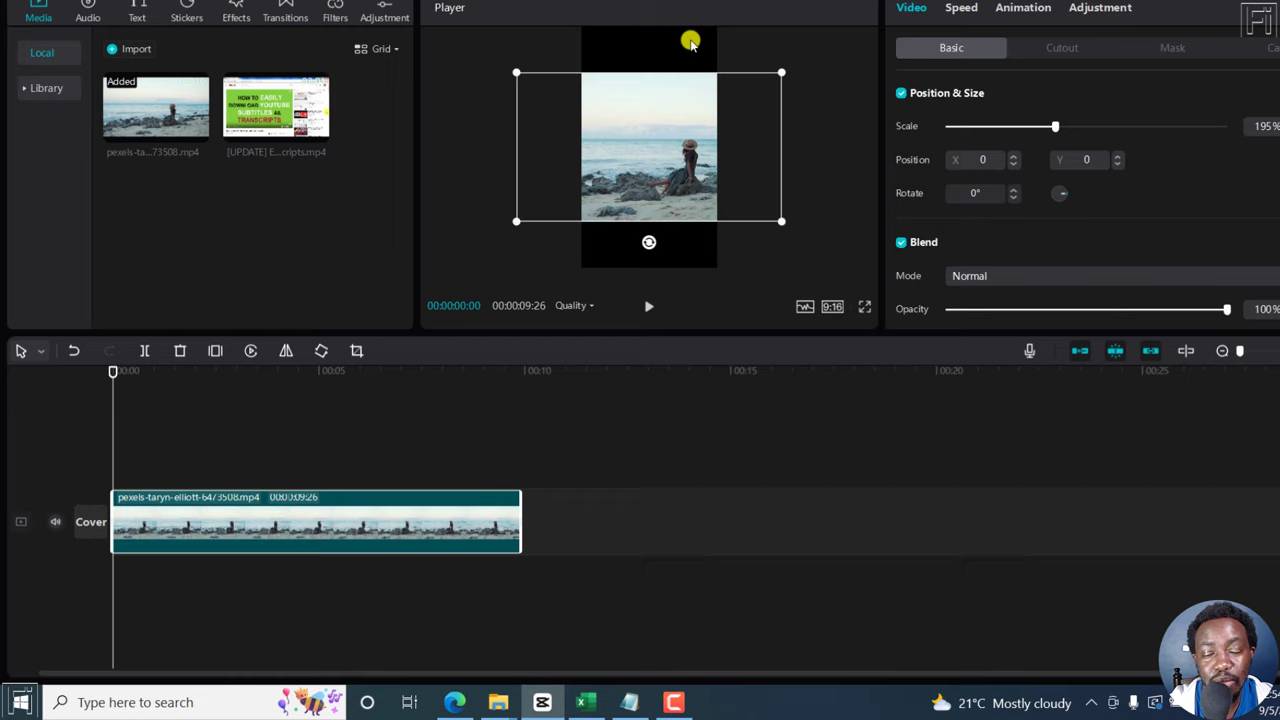 Media Audio Text Stickers Effects Transitions Filters Adjustment
Player
Video Speed Animation Adjustment
Local
Import
Grid
Basic Cutout Mask Ca
Library
Added
HOW TO EASILY
DOWNLOAD YOUTUBE
SUBTITLES AS
TRANSCRIPTS
pexels-ta...73508.mp4
[UPDATE] E...cripts.mp4
Position & Size
Scale 195%
Position X 0 Y 0
Rotate 0°
Blend
Mode Normal
Opacity 100%
00:00:00:00 00:00:09:26 Quality 9:16
00:00 00:05 00:10 00:15 00:20 00:25
pexels-taryn-elliott-6473508.mp4 00:00:09:26
Cover
Type here to search
21°C Mostly cloudy